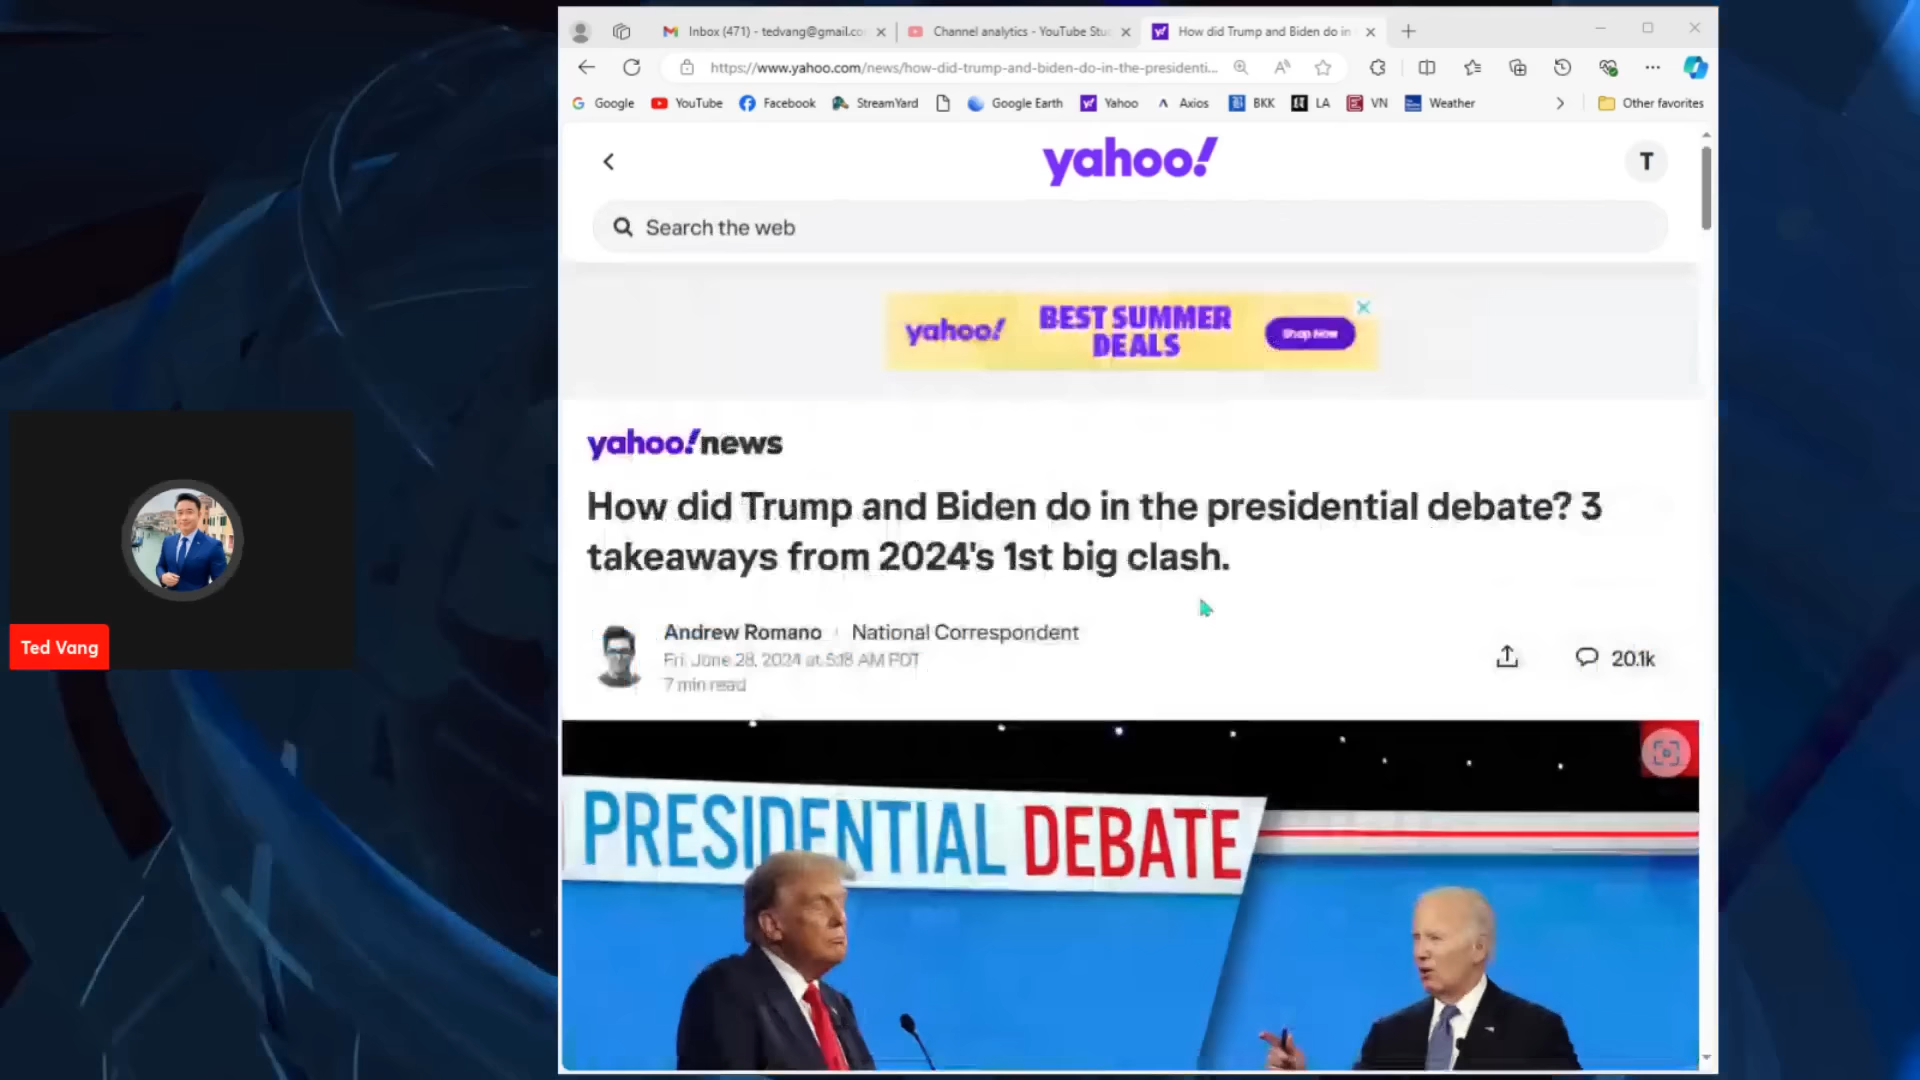 Inbox (471) - tedvang@gmail.co
Channel analytics - YouTube Stu
How did Trump and Biden do in
https://www.yahoo.com/news/how-did-trump-and-biden-do-in-the-presidenti...
Google
YouTube
Facebook
StreamYard
Google Earth
Yahoo
Axios
BKK
LA
VN
Weather
Other favorites
yahoo!
T
Search the web
yahoo!
BEST SUMMER
DEALS
Shop Now
yahoo!news
How did Trump and Biden do in the presidential debate? 3
takeaways from 2024's 1st big clash.
Andrew Romano
National Correspondent
Fri, June 28, 2024 at 5:18 AM PDT
7 min read
20.1k
PRESIDENTIAL DEBATE
Ted Vang